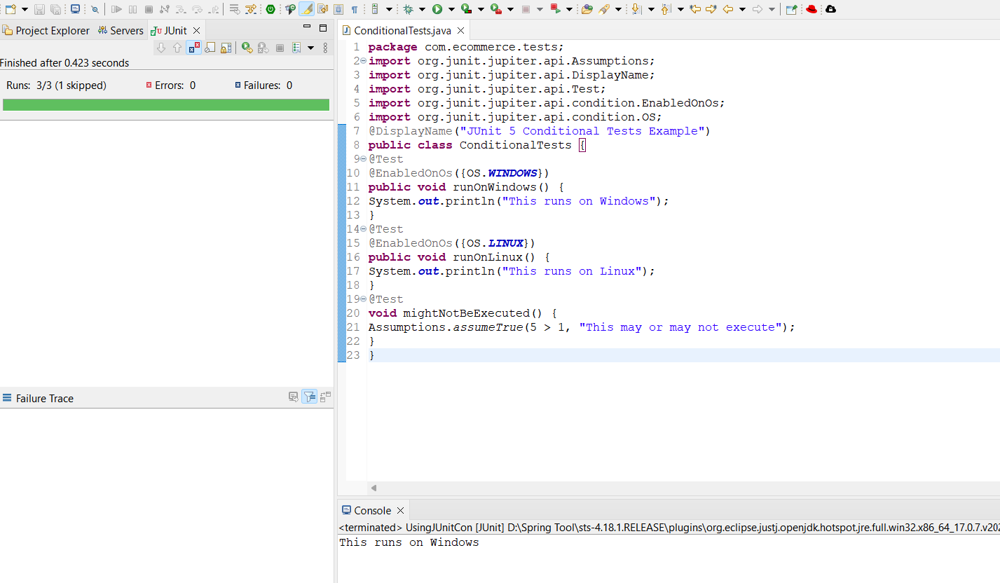 Project Explorer Servers JUnit
Finished after 0.423 seconds
Runs: 3/3 (1 skipped) Errors: 0 Failures: 0
Failure Trace
ConditionalTests.java
1 package com.ecommerce.tests;
2 import org.junit.jupiter.api.Assumptions;
3 import org.junit.jupiter.api.DisplayName;
4 import org.junit.jupiter.api.Test;
5 import org.junit.jupiter.api.condition.EnabledOnOs;
6 import org.junit.jupiter.api.condition.OS;
7 @DisplayName("JUnit 5 Conditional Tests Example")
8 public class ConditionalTests {
9 @Test
10 @EnabledOnOs({OS.WINDOWS})
11 public void runOnWindows() {
12 System.out.println("This runs on Windows");
13 }
14 @Test
15 @EnabledOnOs({OS.LINUX})
16 public void runOnLinux() {
17 System.out.println("This runs on Linux");
18 }
19 @Test
20 void mightNotBeExecuted() {
21 Assumptions.assumeTrue(5 > 1, "This may or may not execute");
22 }
23 }
Console
<terminated> UsingJUnitCon [JUnit] D:\Spring Tool\sts-4.18.1.RELEASE\plugins\org.eclipse.justj.openjdk.hotspot.jre.full.win32.x86_64_17.0.7.v202
This runs on Windows